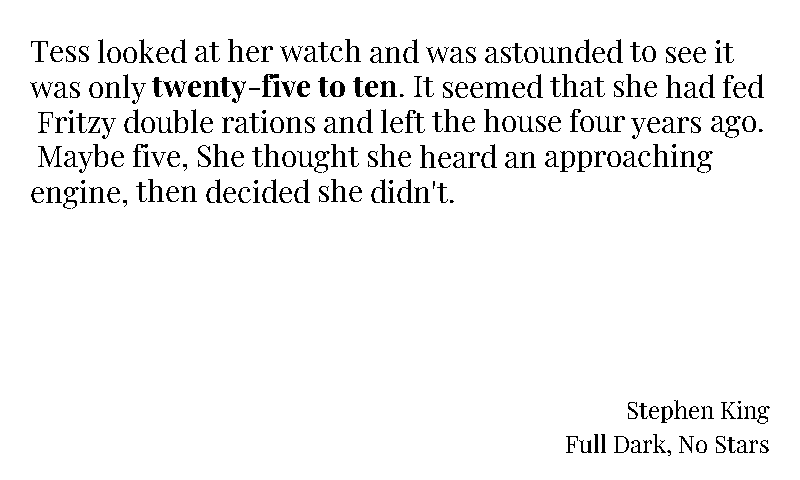 Tess looked at her watch and was astounded to see it
was only twenty-five to ten. It seemed that she had fed
Fritzy double rations and left the house four years ago.
Maybe five, She thought she heard an approaching
engine, then decided she didn't.
Stephen King
Full Dark, No Stars